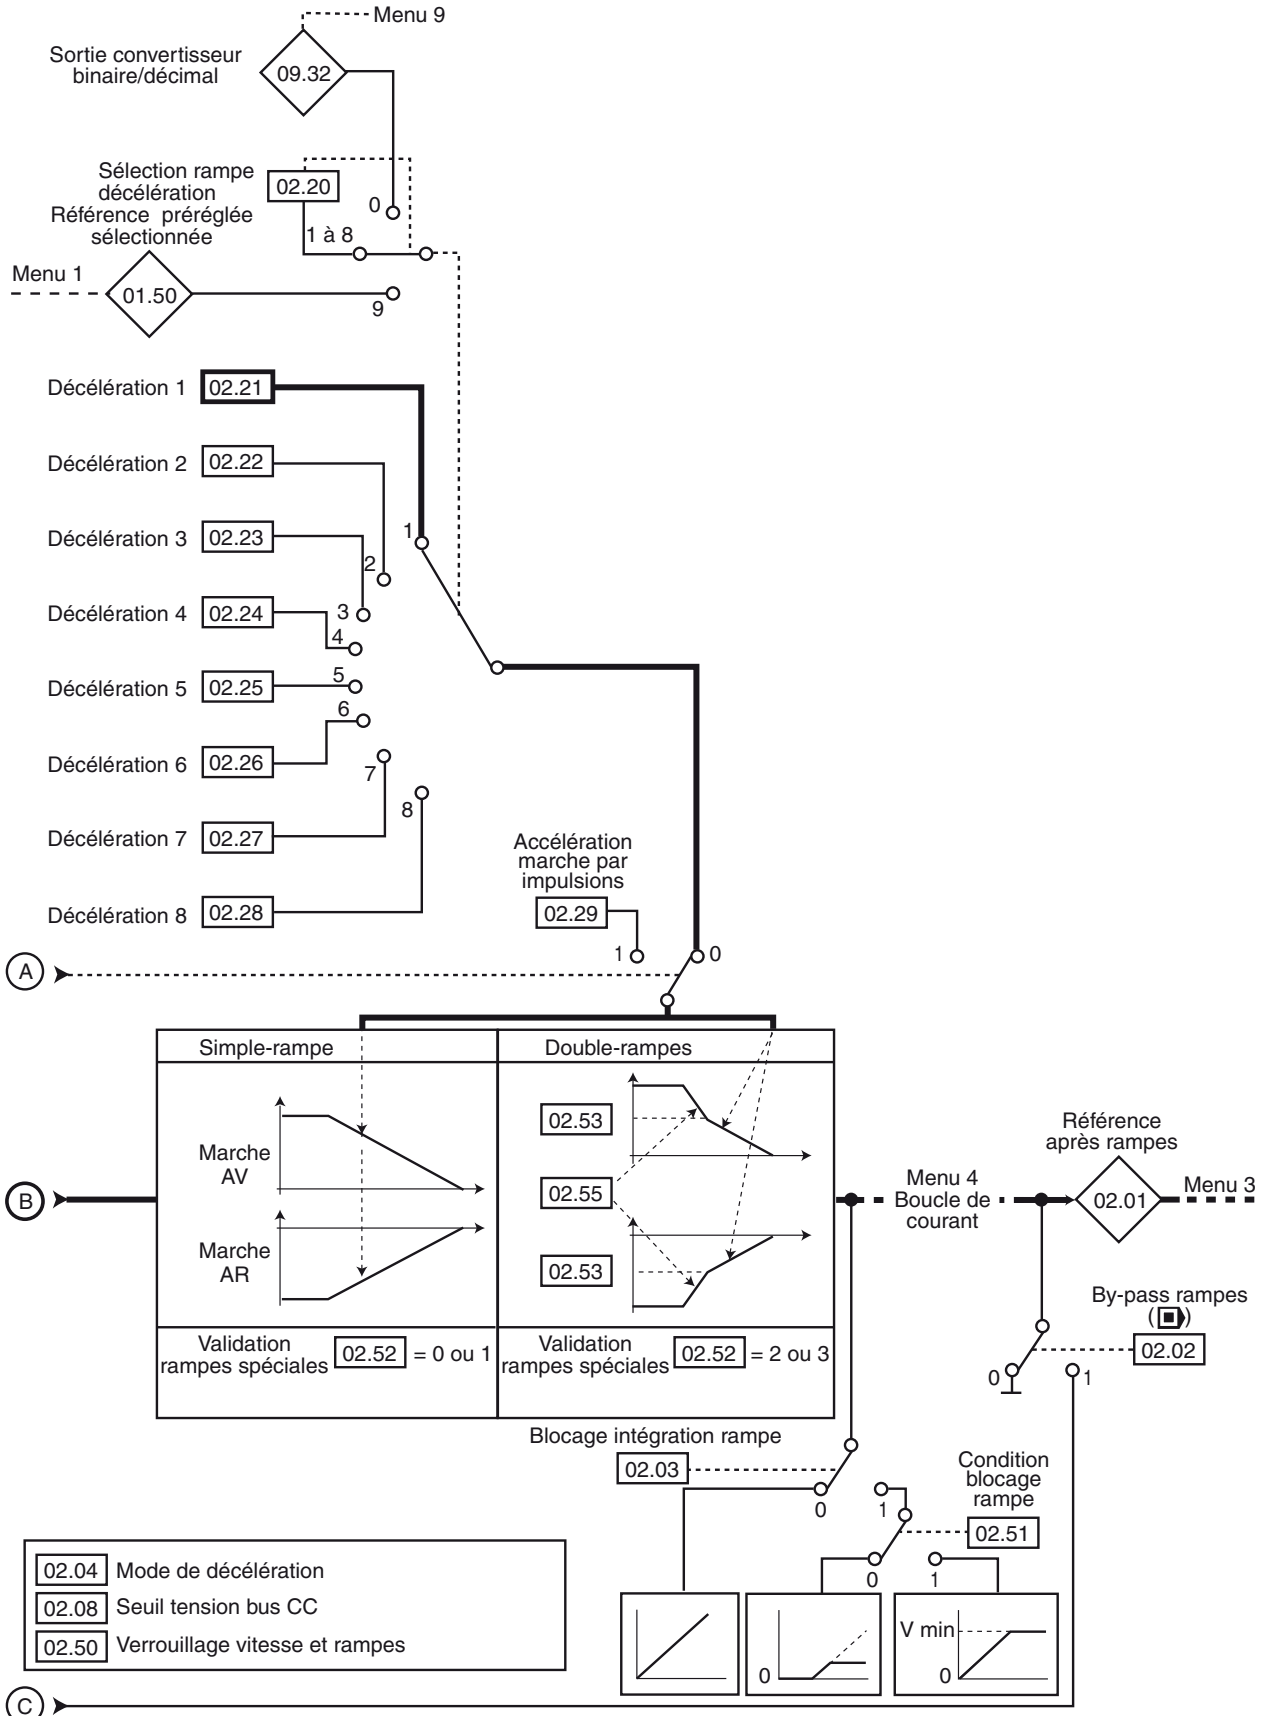 Menu 9
Sortie convertisseur
binaire/décimal
09.32
Sélection rampe
décélération
02.20
0
Référence préréglée
sélectionnée
1 à 8
Menu 1
01.50
9
Décélération 1
02.21
Décélération 2
02.22
Décélération 3
02.23
1
2
Décélération 4
02.24
3
4
Décélération 5
02.25
5
6
Décélération 6
02.26
7
8
Décélération 7
02.27
Accélération
marche par
impulsions
Décélération 8
02.28
02.29
1
0
A
Simple-rampe
Double-rampes
Marche
AV
02.53
B
02.55
Marche
AR
02.53
Menu 4
Boucle de
courant
Référence
après rampes
02.01
Menu 3
Validation
rampes spéciales
02.52
= 0 ou 1
Validation
rampes spéciales
02.52
= 2 ou 3
By-pass rampes
( )
02.02
0
1
Blocage intégration rampe
02.03
0
1
Condition
blocage
rampe
02.51
0
1
02.04 Mode de décélération
02.08 Seuil tension bus CC
02.50 Verrouillage vitesse et rampes
0
V min
0
C